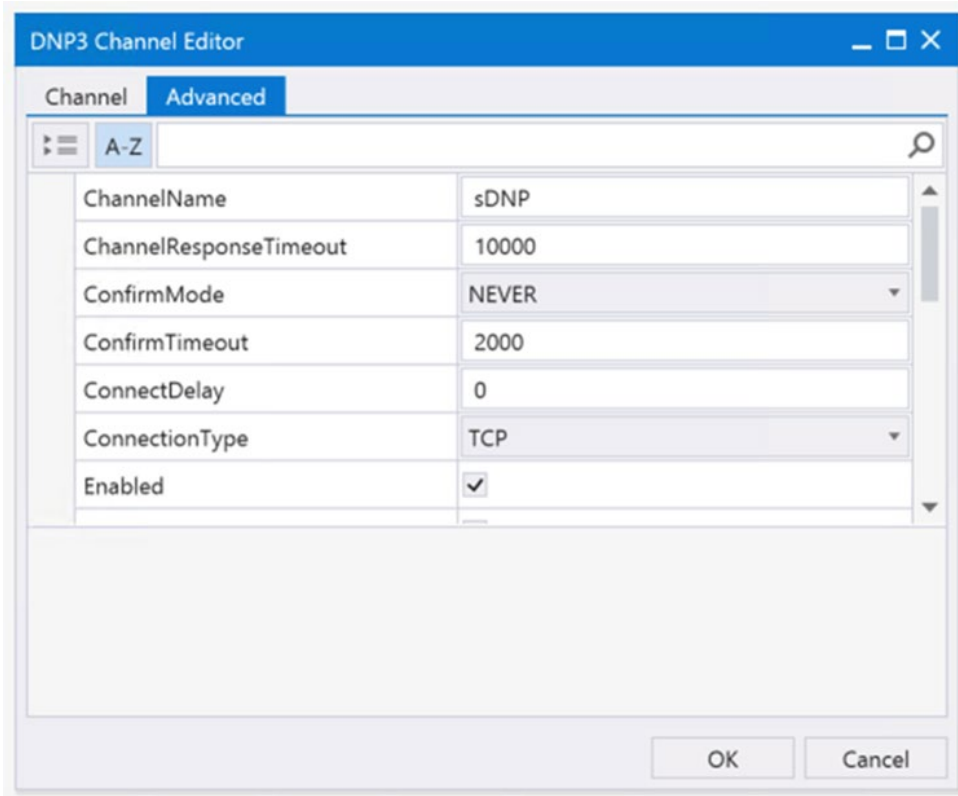 DNP3 Channel Editor
Channel Advanced
A-Z
ChannelName sDNP
ChannelResponseTimeout 10000
ConfirmMode NEVER
ConfirmTimeout 2000
ConnectDelay 0
ConnectionType TCP
Enabled
OK Cancel